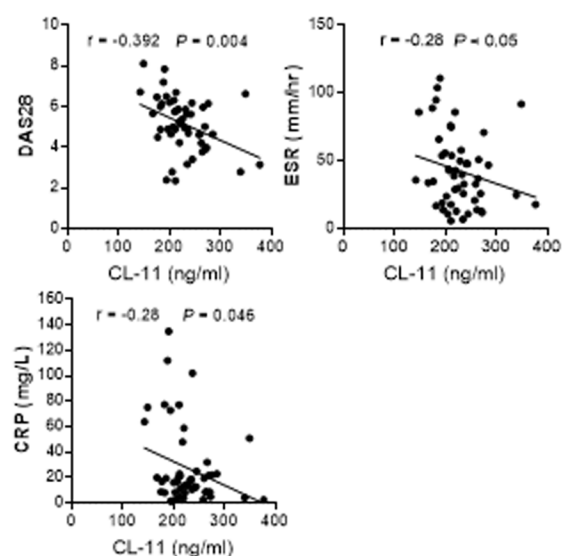 r = -0.392 P = 0.004
DAS28
10
8
6
4
2
0
0 100 200 300 400
CL-11 (ng/ml)
r = -0.28 P < 0.05
ESR (mm/hr)
150
100
50
0
0 100 200 300 400
CL-11 (ng/ml)
r = -0.28 P = 0.046
CRP (mg/L)
160
140
120
100
80
60
40
20
0
0 100 200 300 400
CL-11 (ng/ml)